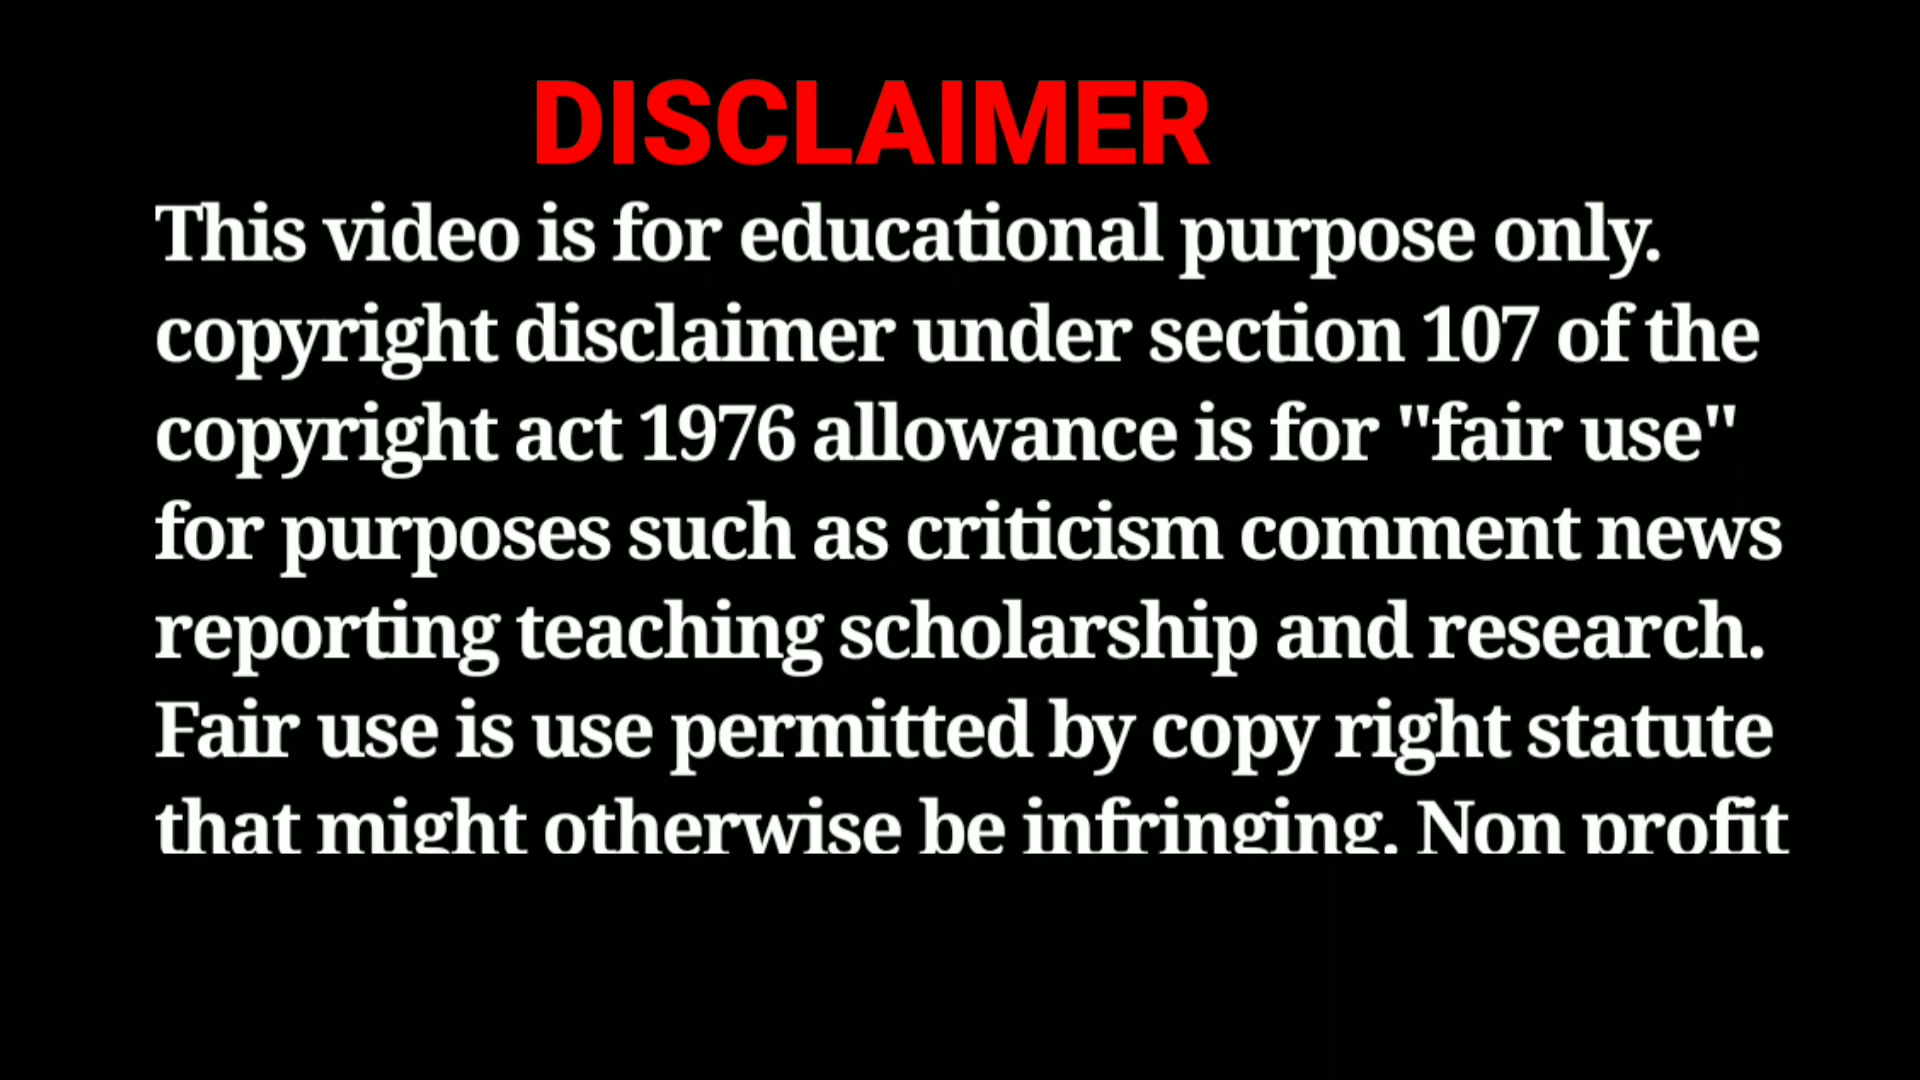 DISCLAIMER
This video is for educational purpose only.
copyright disclaimer under section 107 of the
copyright act 1976 allowance is for "fair use"
for purposes such as criticism comment news
reporting teaching scholarship and research.
Fair use is use permitted by copy right statute
that might otherwise be infringing. Non profit